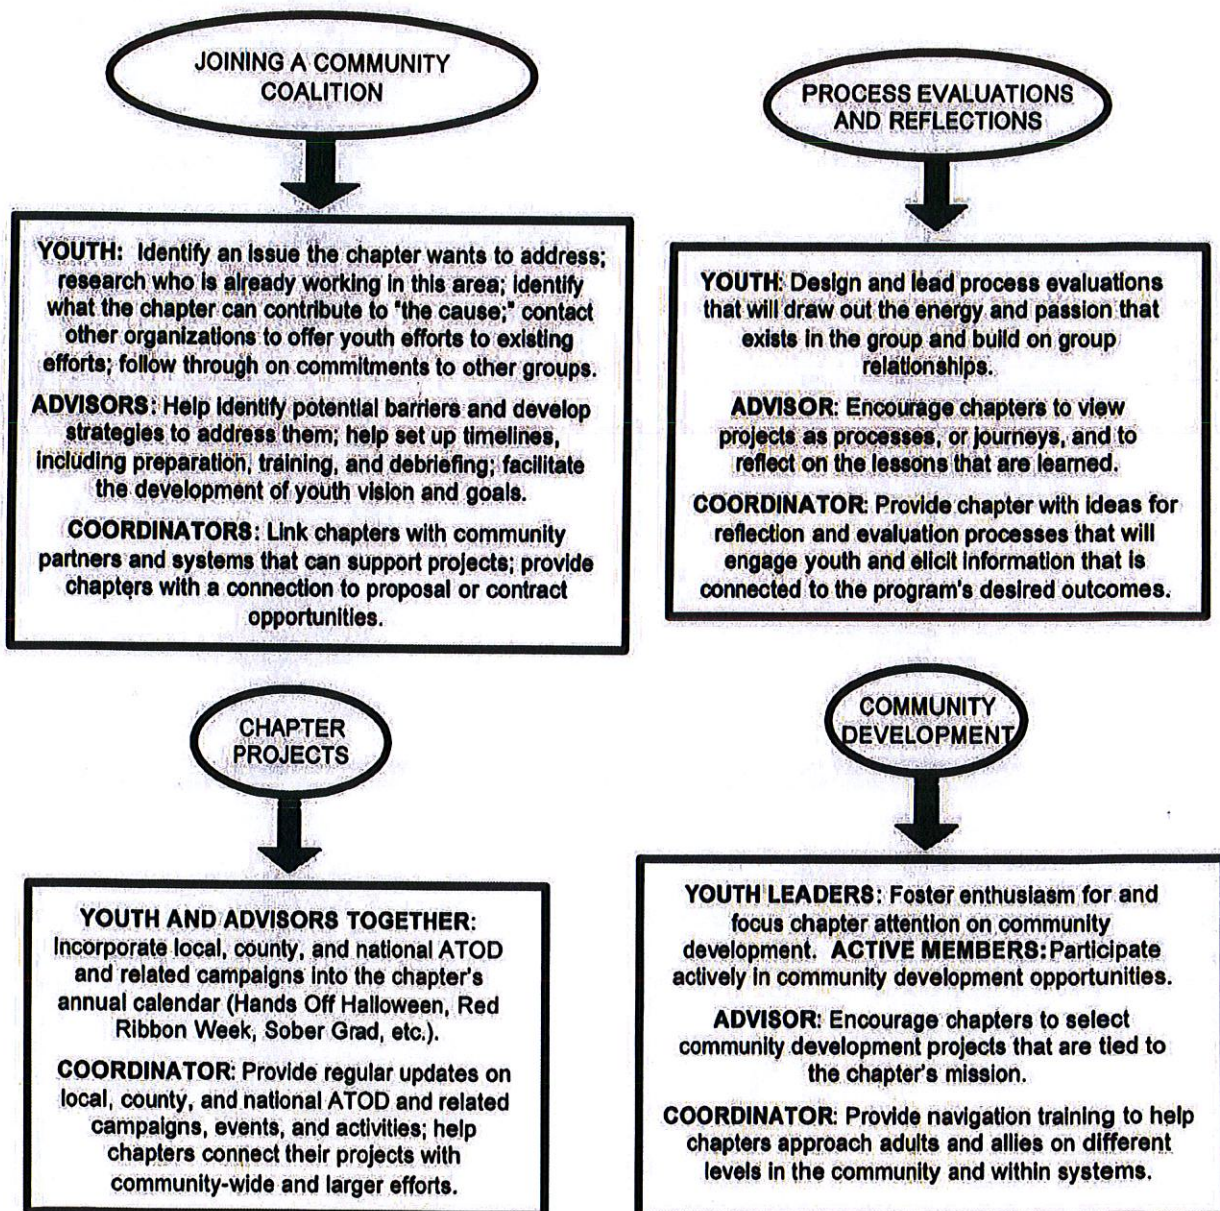 JOINING A COMMUNITY
COALITION
YOUTH: Identify an issue the chapter wants to address;
research who is already working in this area; identify
what the chapter can contribute to "the cause;" contact
other organizations to offer youth efforts to existing
efforts; follow through on commitments to other groups.
ADVISORS: Help identify potential barriers and develop
strategies to address them; help set up timelines,
including preparation, training, and debriefing; facilitate
the development of youth vision and goals.
COORDINATORS: Link chapters with community
partners and systems that can support projects; provide
chapters with a connection to proposal or contract
opportunities.
PROCESS EVALUATIONS
AND REFLECTIONS
YOUTH: Design and lead process evaluations
that will draw out the energy and passion that
exists in the group and build on group
relationships.
ADVISOR: Encourage chapters to view
projects as processes, or journeys, and to
reflect on the lessons that are learned.
COORDINATOR: Provide chapter with ideas for
reflection and evaluation processes that will
engage youth and elicit information that is
connected to the program's desired outcomes.
CHAPTER
PROJECTS
YOUTH AND ADVISORS TOGETHER:
Incorporate local, county, and national ATOD
and related campaigns into the chapter's
annual calendar (Hands Off Halloween, Red
Ribbon Week, Sober Grad, etc.).
COORDINATOR: Provide regular updates on
local, county, and national ATOD and related
campaigns, events, and activities; help
chapters connect their projects with
community-wide and larger efforts.
COMMUNITY
DEVELOPMENT
YOUTH LEADERS: Foster enthusiasm for and
focus chapter attention on community
development. ACTIVE MEMBERS: Participate
actively in community development opportunities.
ADVISOR: Encourage chapters to select
community development projects that are tied to
the chapter's mission.
COORDINATOR: Provide navigation training to help
chapters approach adults and allies on different
levels in the community and within systems.